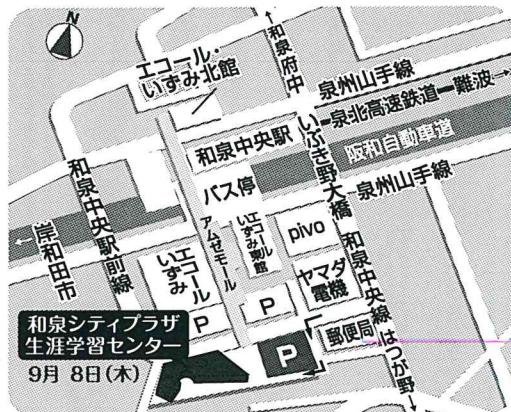 N
エコール・
いずみ北館
和泉府中
泉州山手線
泉北高速鉄道
難波
和泉中央駅
いぶき野大橋
阪和自動車道
バス停
泉州山手線
和泉中央駅前線
岸和田市
アムゼモール
エコール
いずみ
エコール
いずみ東館
pivo
ヤマダ
電機
和泉中央線
はつが野
P
P
郵便局
P
和泉シティプラザ
生涯学習センター
9月 8日(木)